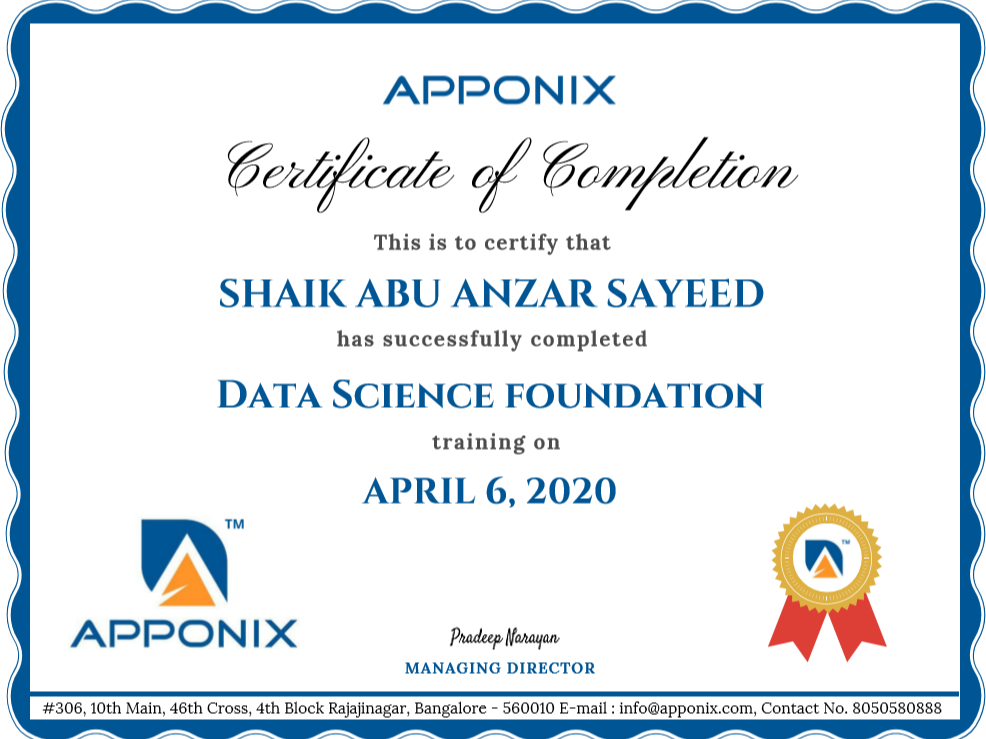 APPONIX
Certificate of Completion
This is to certify that
SHAIK ABU ANZAR SAYEED
has successfully completed
DATA SCIENCE FOUNDATION
training on
APRIL 6, 2020
TM
APPONIX
TM
Pradeep Narayan
MANAGING DIRECTOR
#306, 10th Main, 46th Cross, 4th Block Rajajinagar, Bangalore - 560010 E-mail : info@apponix.com, Contact No. 8050580888